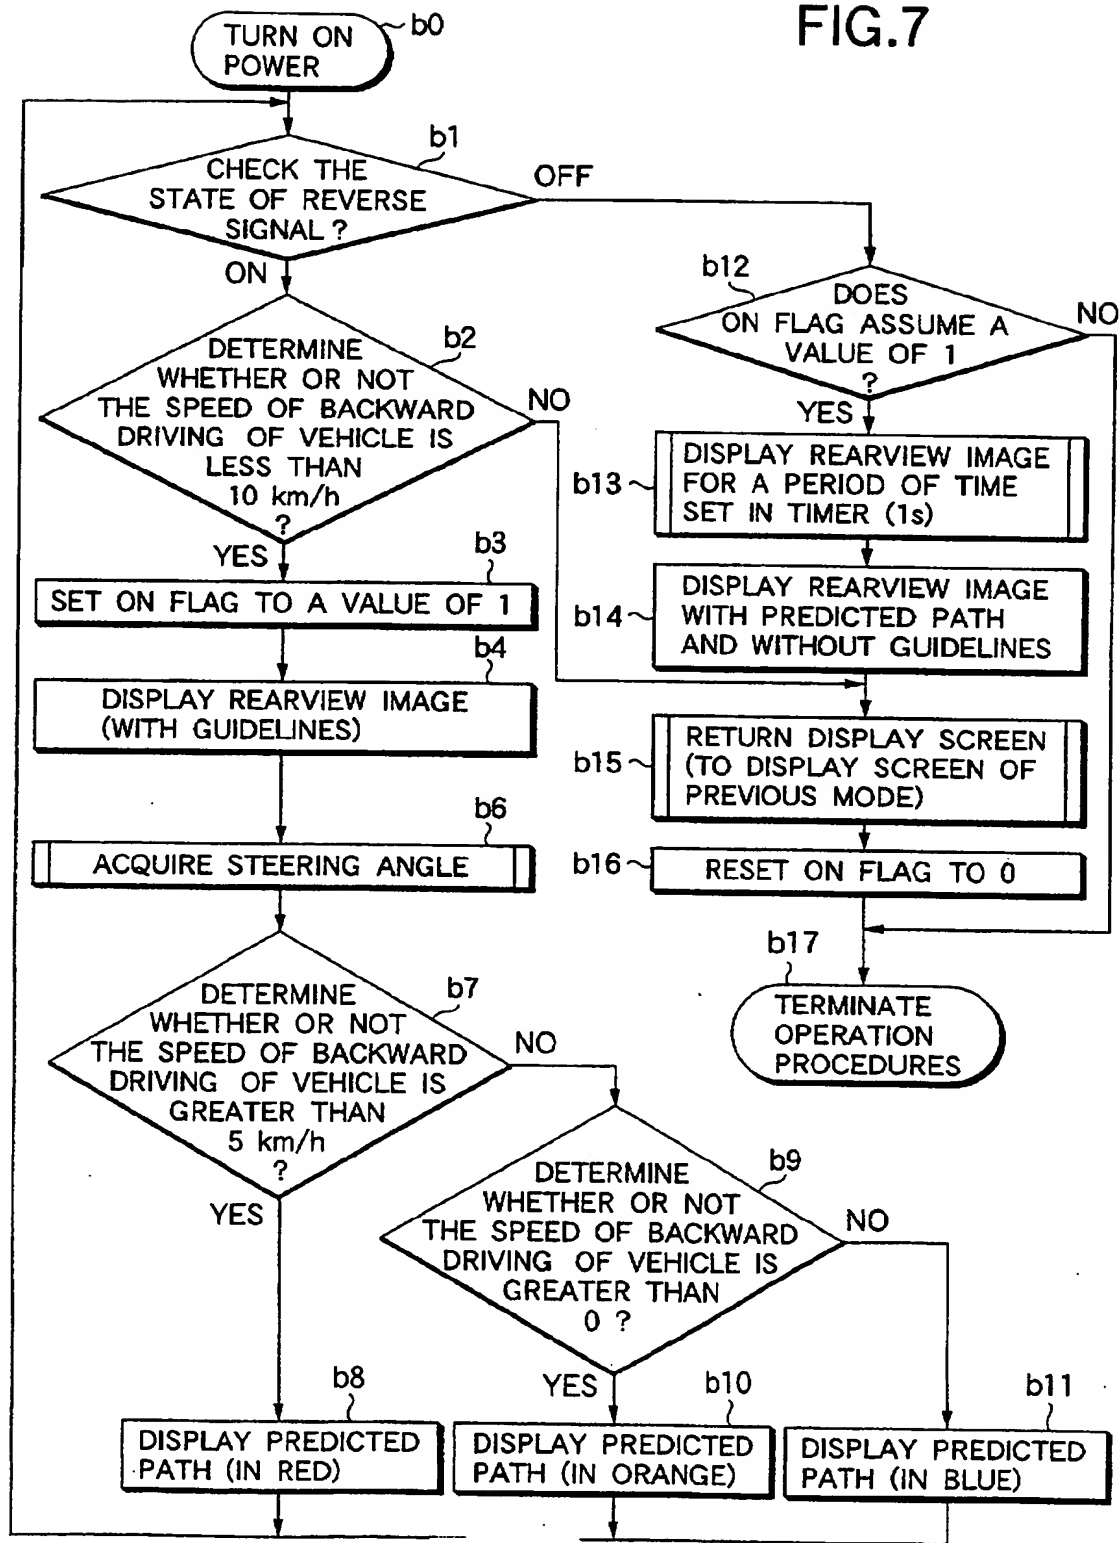 FIG.7
TURN ON
POWER
b0
b1
CHECK THE
STATE OF REVERSE
SIGNAL ?
OFF
ON
b2
DETERMINE
WHETHER OR NOT
THE SPEED OF BACKWARD
DRIVING OF VEHICLE IS
LESS THAN
10 km/h
?
NO
YES
b3
SET ON FLAG TO A VALUE OF 1
b4
DISPLAY REARVIEW IMAGE
(WITH GUIDELINES)
b6
ACQUIRE STEERING ANGLE
b7
DETERMINE
WHETHER OR NOT
THE SPEED OF BACKWARD
DRIVING OF VEHICLE IS
GREATER THAN
5 km/h
?
NO
YES
b8
DISPLAY PREDICTED
PATH (IN RED)
b9
DETERMINE
WHETHER OR NOT
THE SPEED OF BACKWARD
DRIVING OF VEHICLE IS
GREATER THAN
0 ?
NO
YES
b10
DISPLAY PREDICTED
PATH (IN ORANGE)
b11
DISPLAY PREDICTED
PATH (IN BLUE)
b12
DOES
ON FLAG ASSUME A
VALUE OF 1
?
NO
YES
b13
DISPLAY REARVIEW IMAGE
FOR A PERIOD OF TIME
SET IN TIMER (1s)
b14
DISPLAY REARVIEW IMAGE
WITH PREDICTED PATH
AND WITHOUT GUIDELINES
b15
RETURN DISPLAY SCREEN
(TO DISPLAY SCREEN OF
PREVIOUS MODE)
b16
RESET ON FLAG TO 0
b17
TERMINATE
OPERATION
PROCEDURES